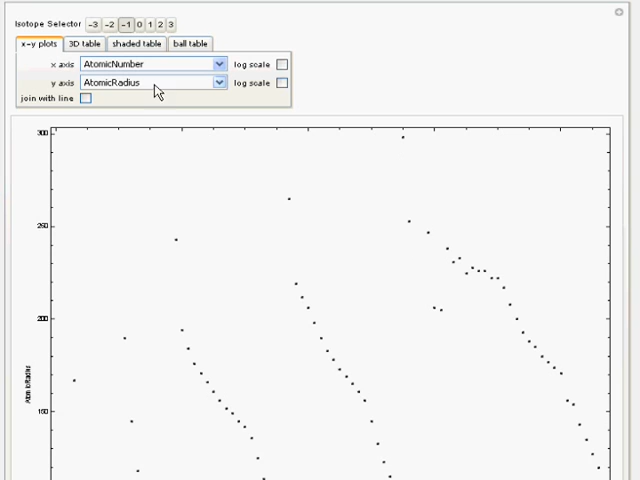 Isotope Selector -3 -2 -1 0 1 2 3
x-y plots 3D table shaded table ball table
x axis AtomicNumber log scale
y axis AtomicRadius log scale
join with line
300
250
200
150
AtomicRadius